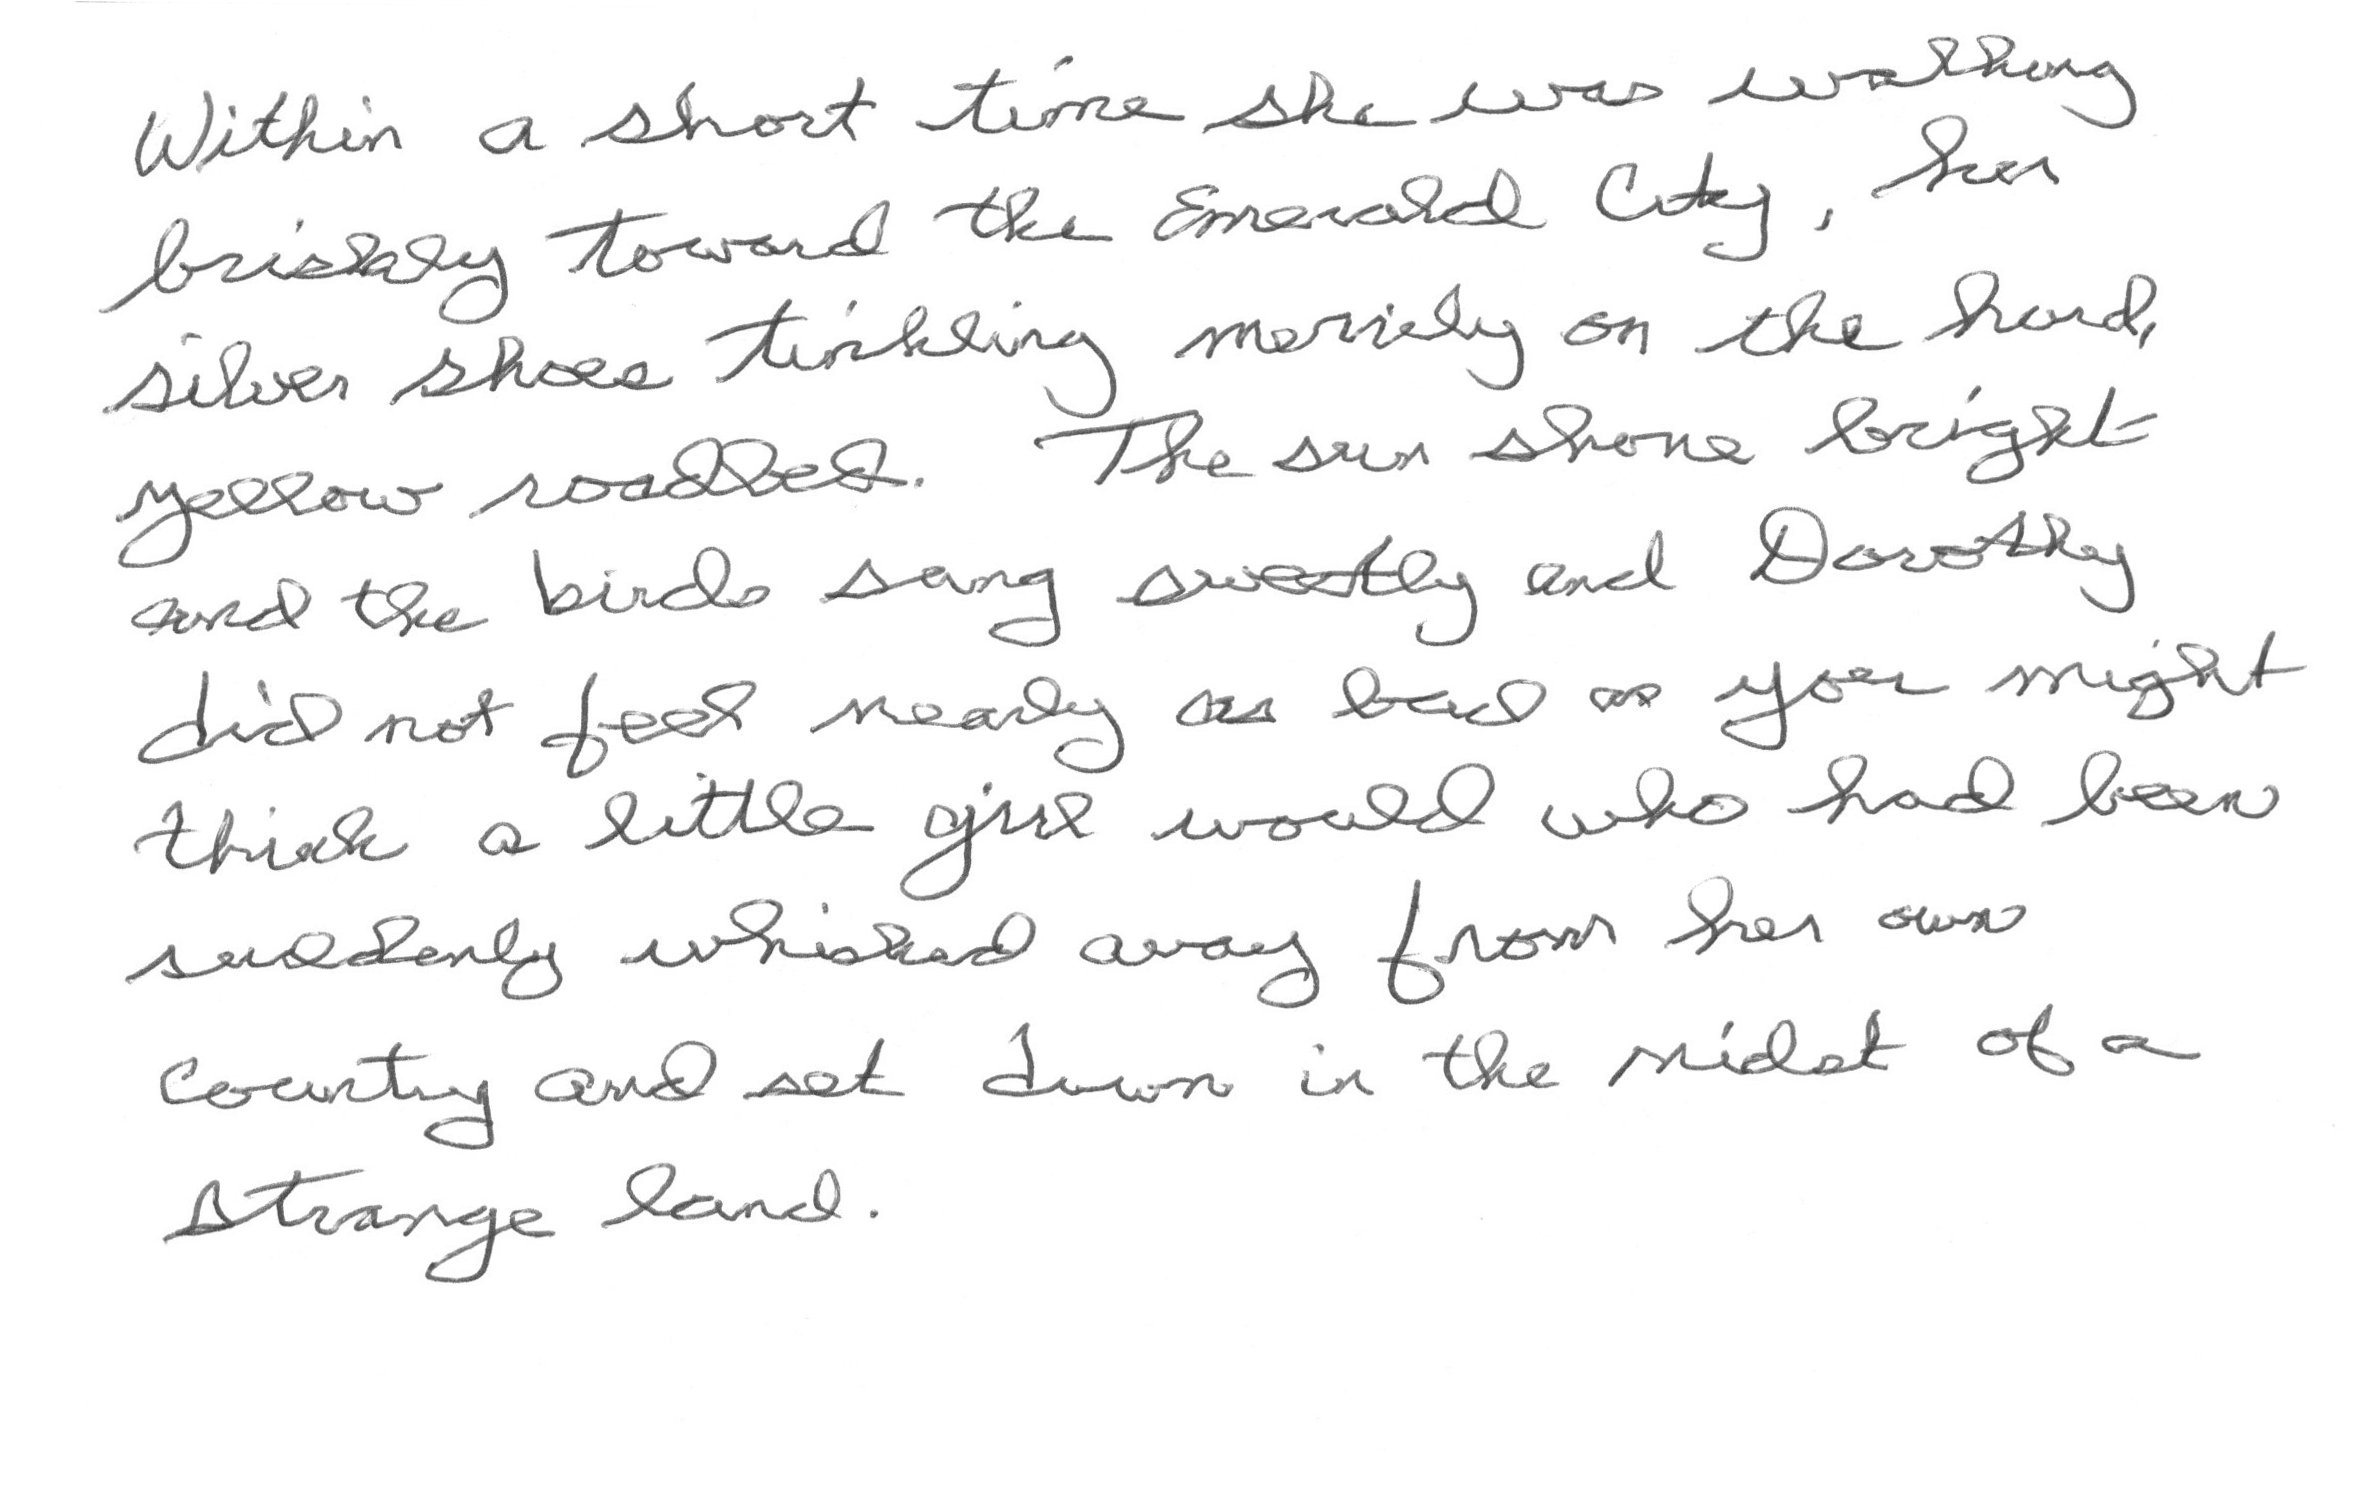 Within a short time she was walking
briskly toward the Emerald City, her
silver shoes tinkling merrily on the hard,
yellow roadbed. The sun shone bright
and the birds sang sweetly and Dorothy
did not feel nearly as bad as you might
think a little girl would who had been
suddenly whisked away from her own
country and set down in the midst of a
strange land.